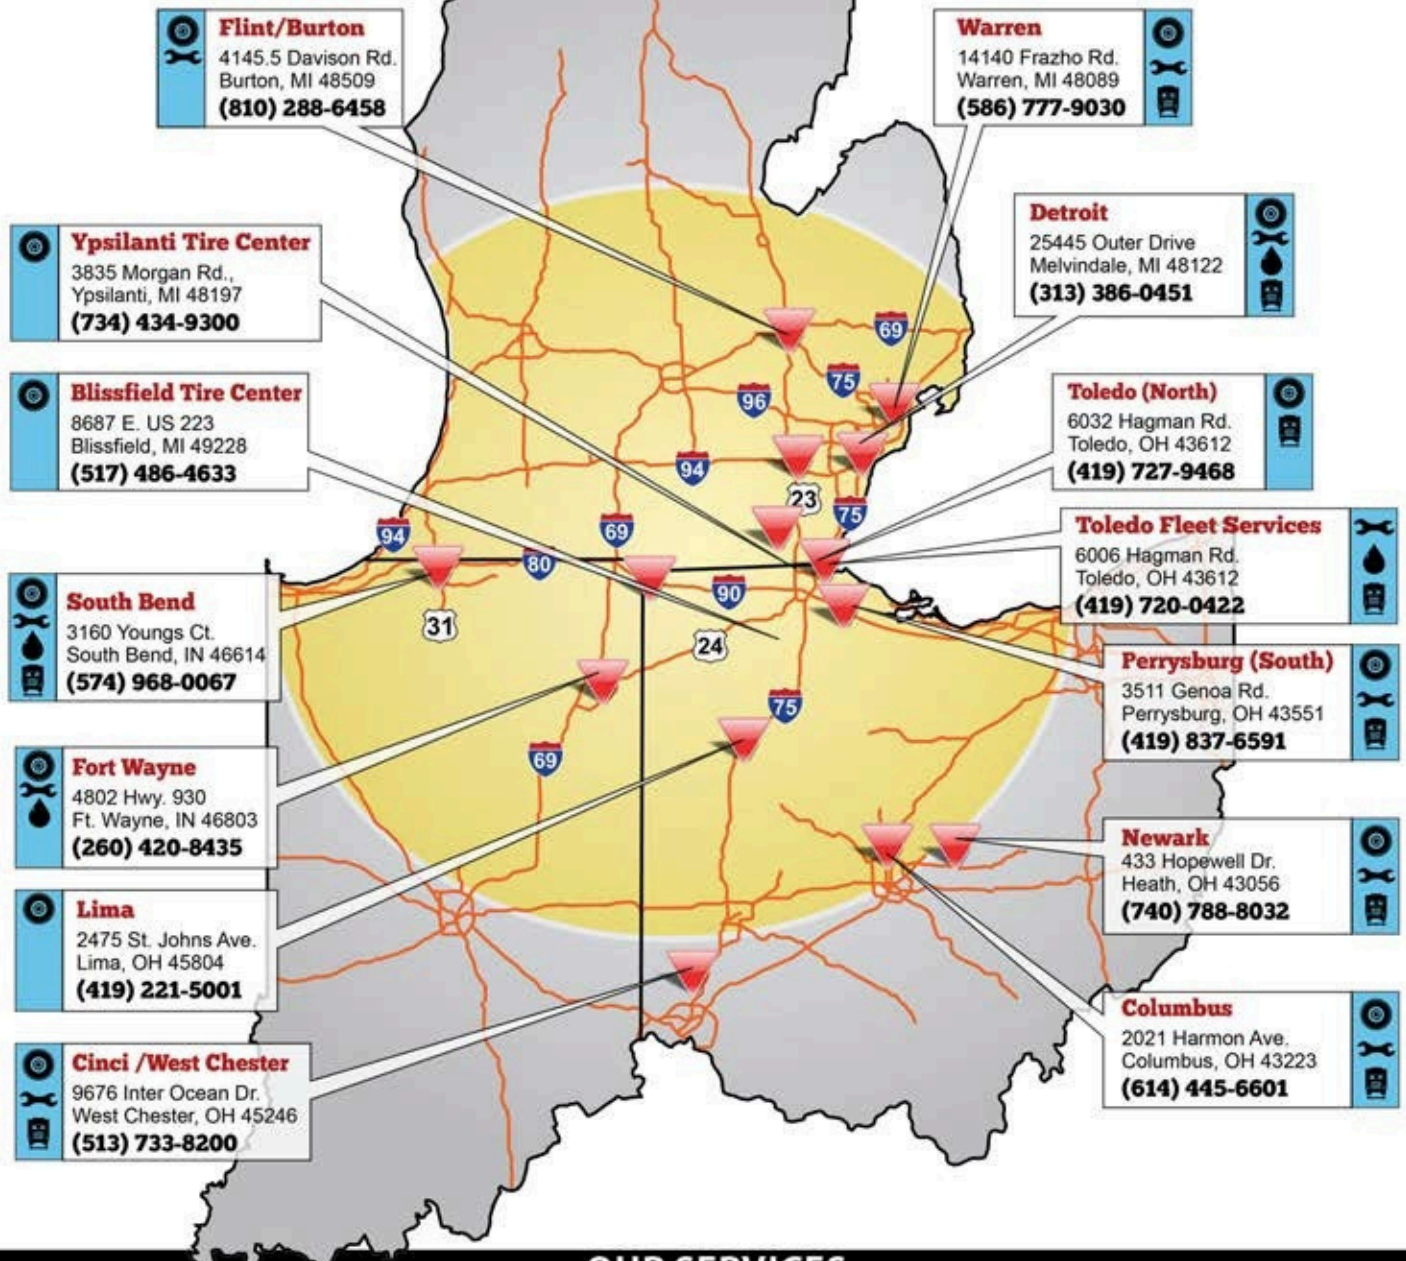 Flint/Burton
4145.5 Davison Rd.
Burton, MI 48509
(810) 288-6458
Warren
14140 Frazho Rd.
Warren, MI 48089
(586) 777-9030
Ypsilanti Tire Center
3835 Morgan Rd.,
Ypsilanti, MI 48197
(734) 434-9300
Detroit
25445 Outer Drive
Melvindale, MI 48122
(313) 386-0451
Blissfield Tire Center
8687 E. US 223
Blissfield, MI 49228
(517) 486-4633
Toledo (North)
6032 Hagman Rd.
Toledo, OH 43612
(419) 727-9468
Toledo Fleet Services
6006 Hagman Rd.
Toledo, OH 43612
(419) 720-0422
South Bend
3160 Youngs Ct.
South Bend, IN 46614
(574) 968-0067
Perrysburg (South)
3511 Genoa Rd.
Perrysburg, OH 43551
(419) 837-6591
Fort Wayne
4802 Hwy. 930
Ft. Wayne, IN 46803
(260) 420-8435
Newark
433 Hopewell Dr.
Heath, OH 43056
(740) 788-8032
Lima
2475 St. Johns Ave.
Lima, OH 45804
(419) 221-5001
Columbus
2021 Harmon Ave.
Columbus, OH 43223
(614) 445-6601
Cinci /West Chester
9676 Inter Ocean Dr.
West Chester, OH 45246
(513) 733-8200
69
75
96
94
23
75
94
69
80
90
31
24
75
69
OUR SERVICES